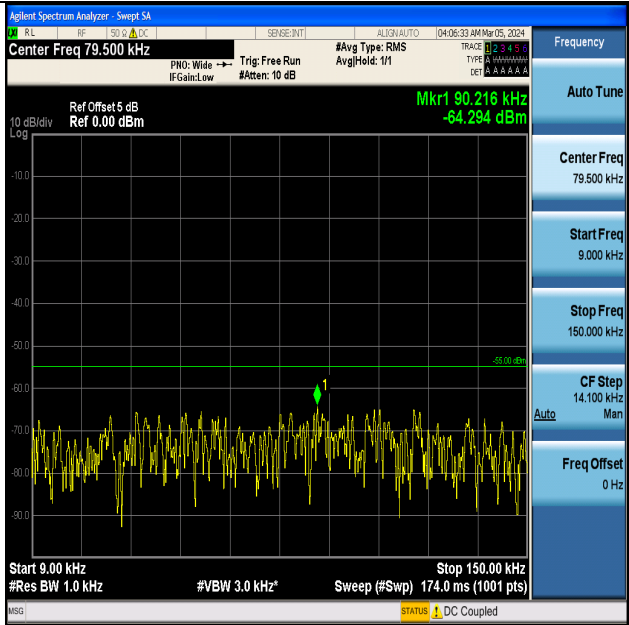 Agilent Spectrum Analyzer - Swept SA
RL RF 50 Ω DC SENSE:INT ALIGN AUTO 04:06:33 AM Mar 05, 2024
Center Freq 79.500 kHz
PNO: Wide
IFGain:Low
Trig: Free Run
#Atten: 10 dB
#Avg Type: RMS
Avg|Hold: 1/1
TRACE 1 2 3 4 5 6
TYPE A
DET A A A A A A
Ref Offset 5 dB
10 dB/div Ref 0.00 dBm
Log
Mkr1 90.216 kHz
-64.294 dBm
-10.0
-20.0
-30.0
-40.0
-50.0
-55.00 dBm
-60.0
1
-70.0
-80.0
-90.0
Start 9.00 kHz Stop 150.00 kHz
#Res BW 1.0 kHz #VBW 3.0 kHz* Sweep (#Swp) 174.0 ms (1001 pts)
MSG STATUS DC Coupled
Frequency
Auto Tune
Center Freq
79.500 kHz
Start Freq
9.000 kHz
Stop Freq
150.000 kHz
CF Step
14.100 kHz
Auto Man
Freq Offset
0 Hz